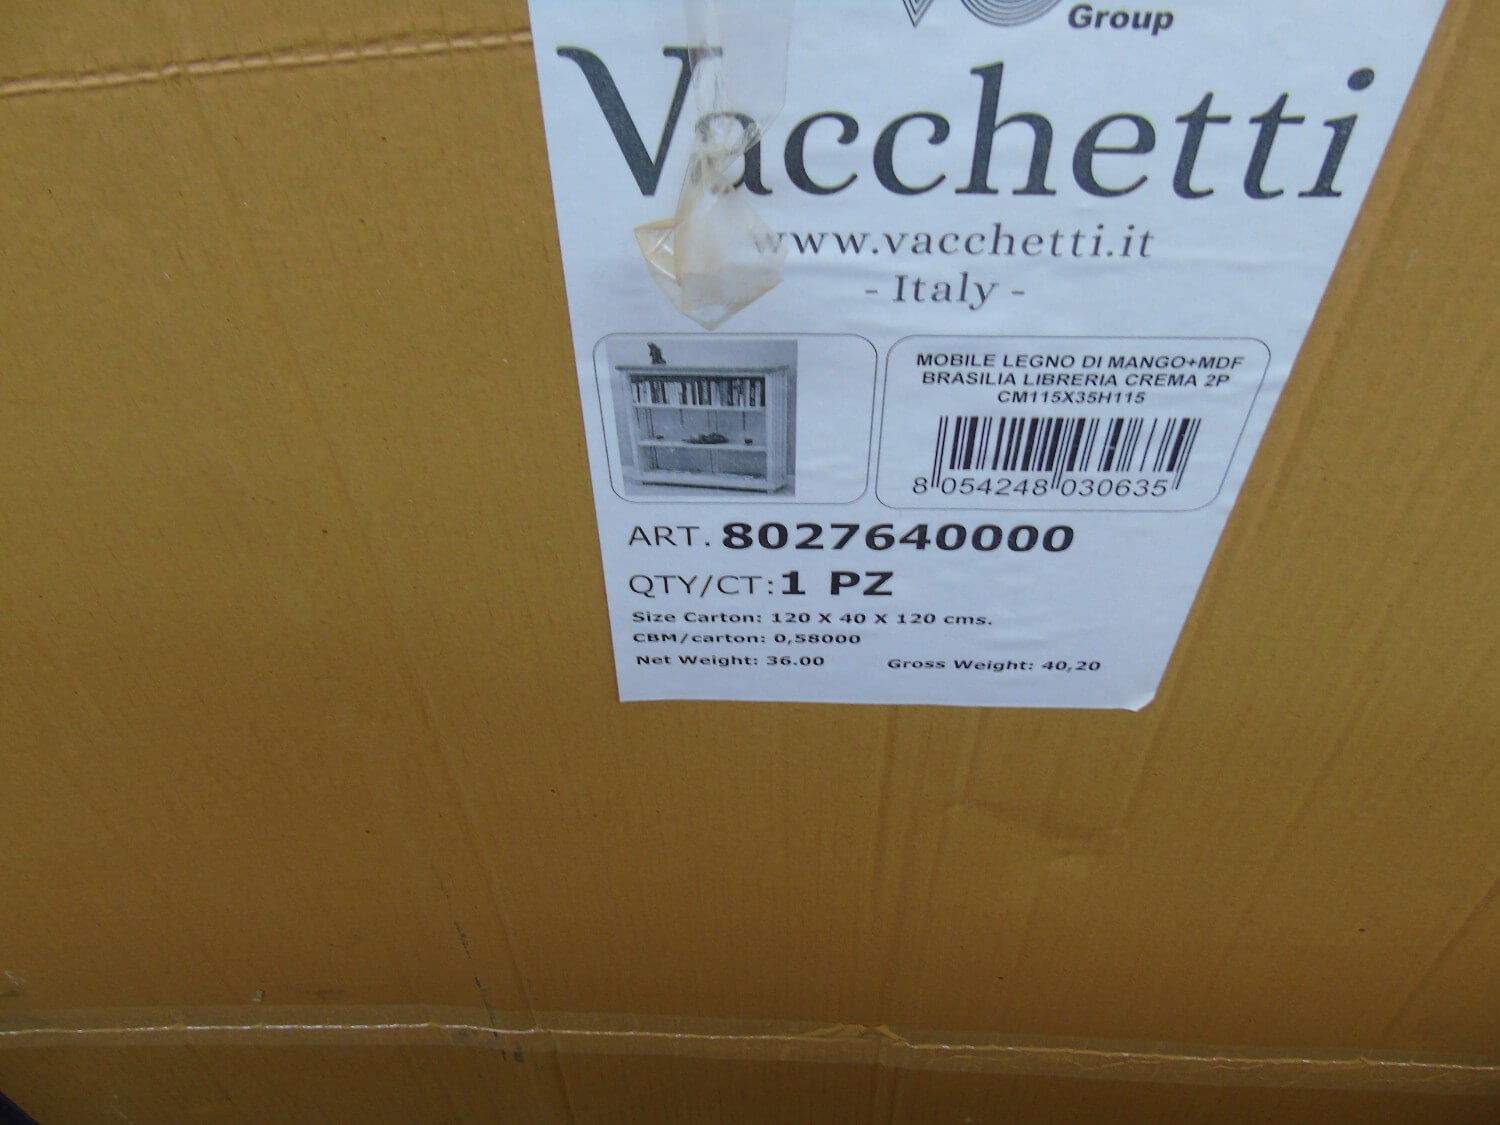 Group
Vacchetti
www.vacchetti.it
- Italy -
MOBILE LEGNO DI MANGO+MDF
BRASILIA LIBRERIA CREMA 2P
CM115X35H115
8 054248 030635
ART. 8027640000
QTY/CT: 1 PZ
Size Carton: 120 X 40 X 120 cms.
CBM/carton: 0,58000
Net Weight: 36.00 Gross Weight: 40,20